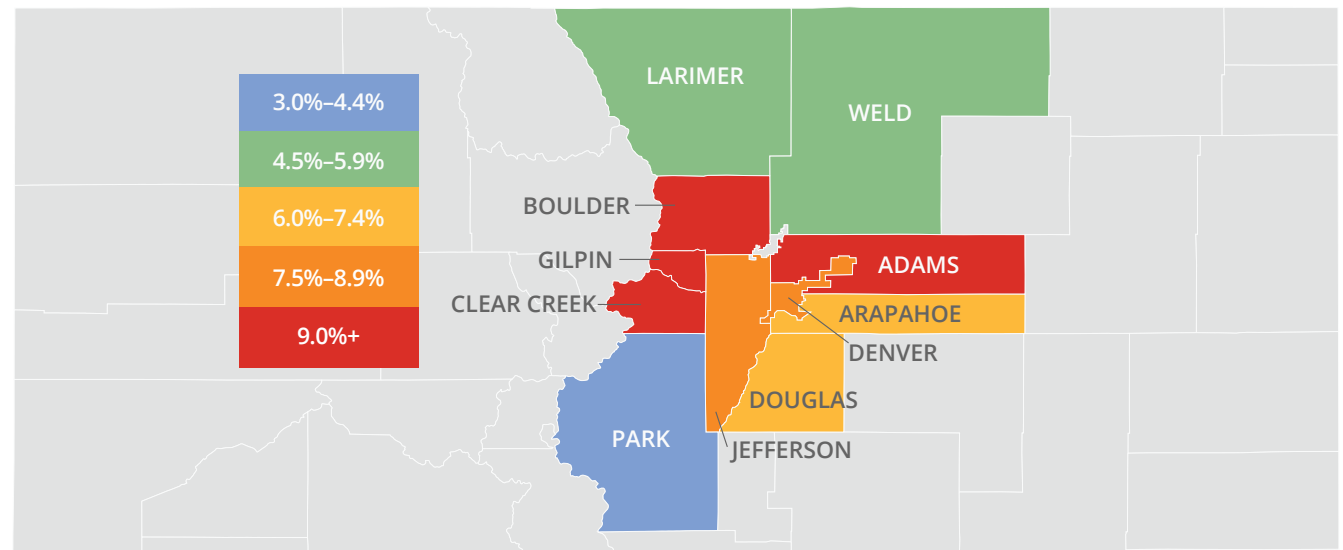 3.0%–4.4%
4.5%–5.9%
6.0%–7.4%
7.5%–8.9%
9.0%+
LARIMER
WELD
BOULDER
GILPIN
ADAMS
CLEAR CREEK
ARAPAHOE
DENVER
DOUGLAS
PARK
JEFFERSON